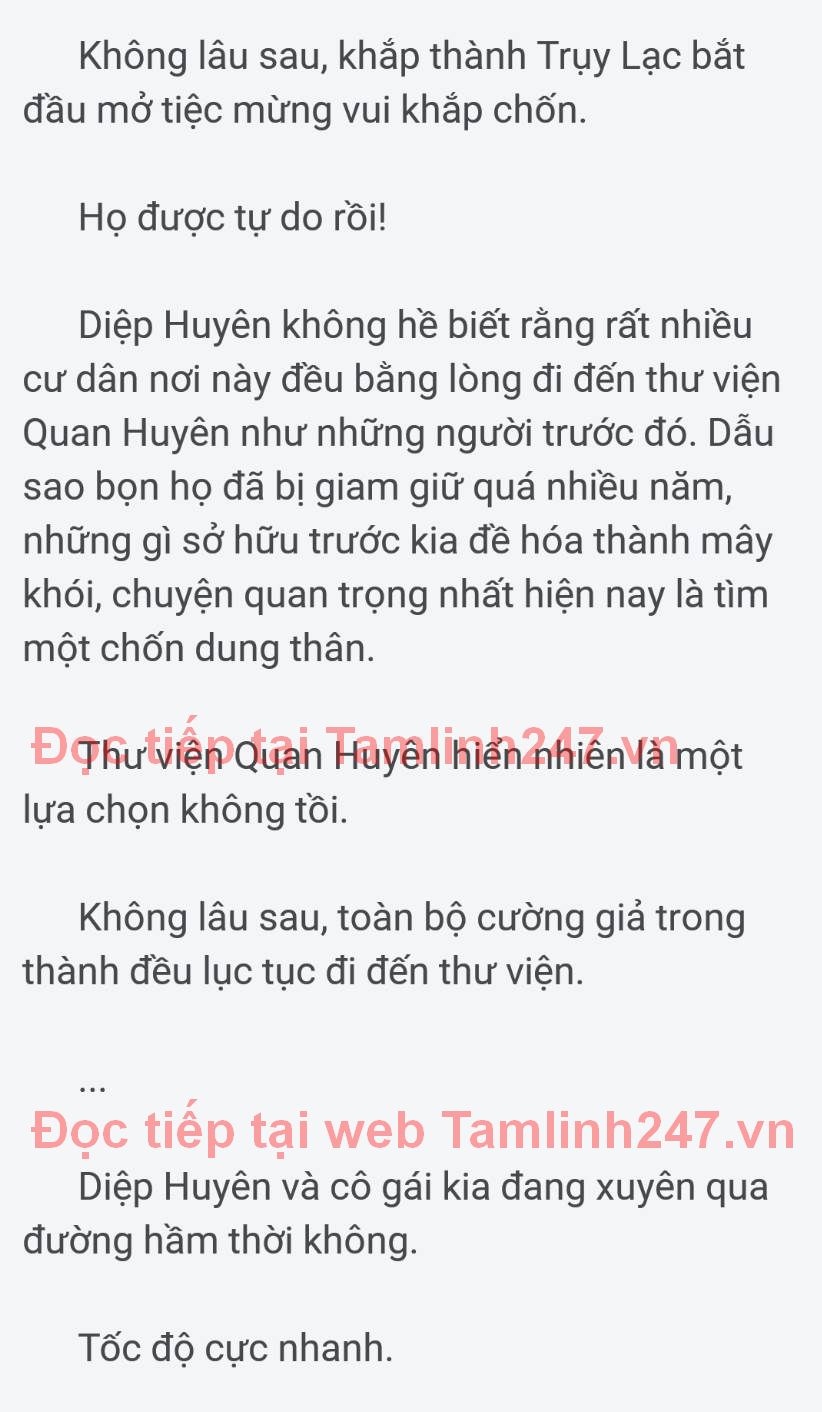 Không lâu sau, khắp thành Trụy Lạc bắt
đầu mở tiệc mừng vui khắp chốn.
Họ được tự do rồi!
Diệp Huyên không hề biết rằng rất nhiều
cư dân nơi này đều bằng lòng đi đến thư viện
Quan Huyên như những người trước đó. Dẫu
sao bọn họ đã bị giam giữ quá nhiều năm,
những gì sở hữu trước kia đề hóa thành mây
khói, chuyện quan trọng nhất hiện nay là tìm
một chốn dung thân.
Đọc tiếp tại Tamlinh247.vn
Thư viện Quan Huyên hiển nhiên là một
lựa chọn không tồi.
Không lâu sau, toàn bộ cường giả trong
thành đều lục tục đi đến thư viện.
...
Đọc tiếp tại web Tamlinh247.vn
Diệp Huyên và cô gái kia đang xuyên qua
đường hầm thời không.
Tốc độ cực nhanh.